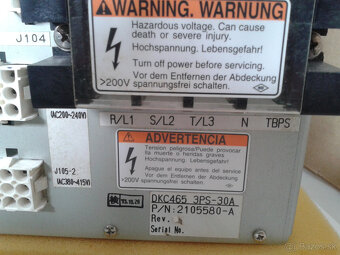 WARNING. WARNUNG
Hazardous voltage. Can cause
death or severe injury.
Hochspannung. Lebensgefahr!
Turn off power before servicing.
Vor dem Entfernen der Abdeckung
spannungsfrei schalten.
>200V
J104
(AC200~240V)
R/L1 S/L2 T/L3 N TBPS
ADVERTENCIA
Tension peligrosa/Puede provocar
la muerte o heridas graves
Hochspannung Lebensgefahr!
Apague el equipo antes del servicio
Vor dem Entfernen der Abdeckung
spannungsfrei schalten.
>200V
J105-2
(AC380~415V)
DKC465 3PS-30A
P/N:2105580-A
Rev.
Serial No.